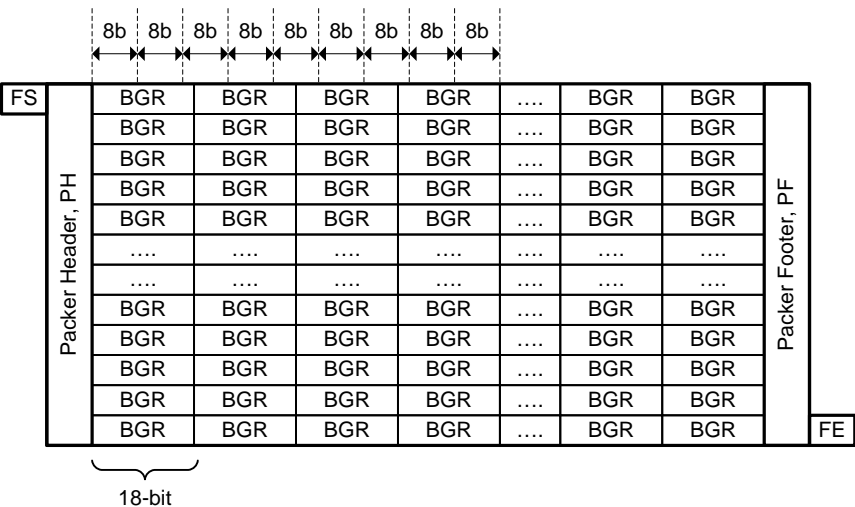 8b 8b 8b 8b 8b 8b 8b 8b 8b
FS BGR BGR BGR BGR .... BGR BGR
BGR BGR BGR BGR .... BGR BGR
BGR BGR BGR BGR .... BGR BGR
BGR BGR BGR BGR .... BGR BGR
BGR BGR BGR BGR .... BGR BGR
.... .... .... .... .... .... ....
.... .... .... .... .... .... ....
BGR BGR BGR BGR .... BGR BGR
BGR BGR BGR BGR .... BGR BGR
BGR BGR BGR BGR .... BGR BGR
BGR BGR BGR BGR .... BGR BGR
BGR BGR BGR BGR .... BGR BGR FE
Packer Header, PH
Packer Footer, PF
18-bit